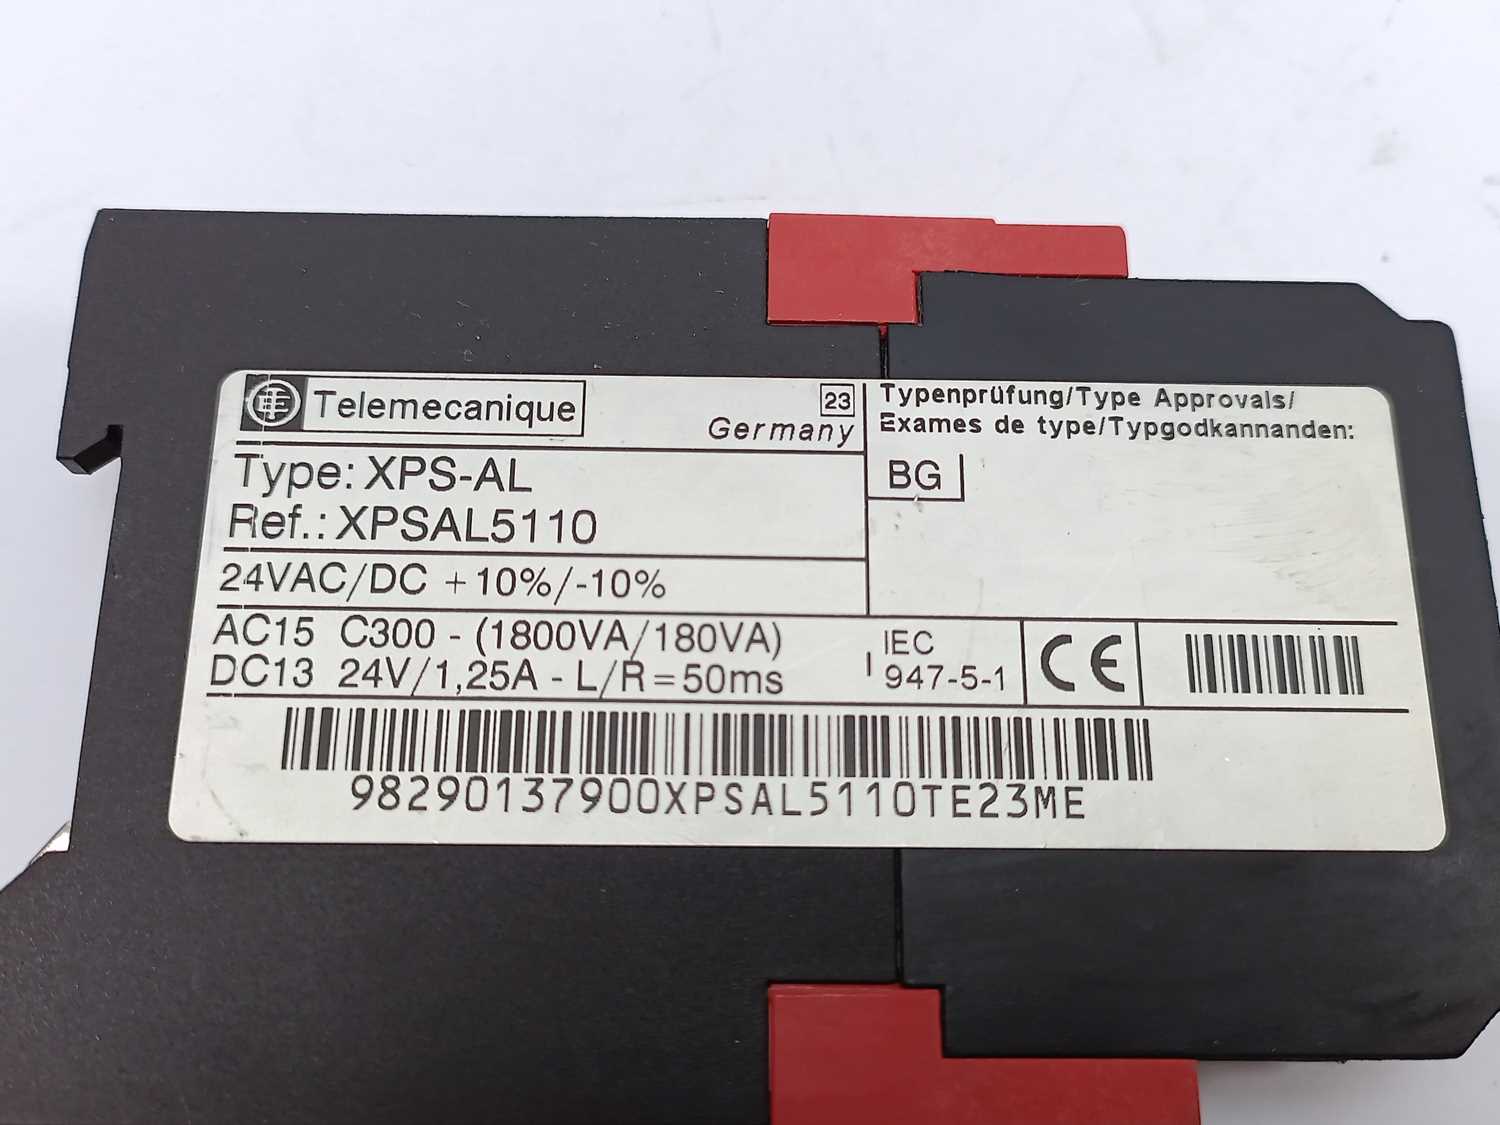 TE Telemecanique
23
Germany
Type: XPS-AL
Ref.: XPSAL5110
24VAC/DC +10%/-10%
AC15 C300 - (1800VA/180VA)
DC13 24V/1,25A - L/R=50ms
IEC
947-5-1
CE
Typenprüfung/Type Approvals/
Exames de type/Typgodkannanden:
BG
98290137900XPSAL5110TE23ME